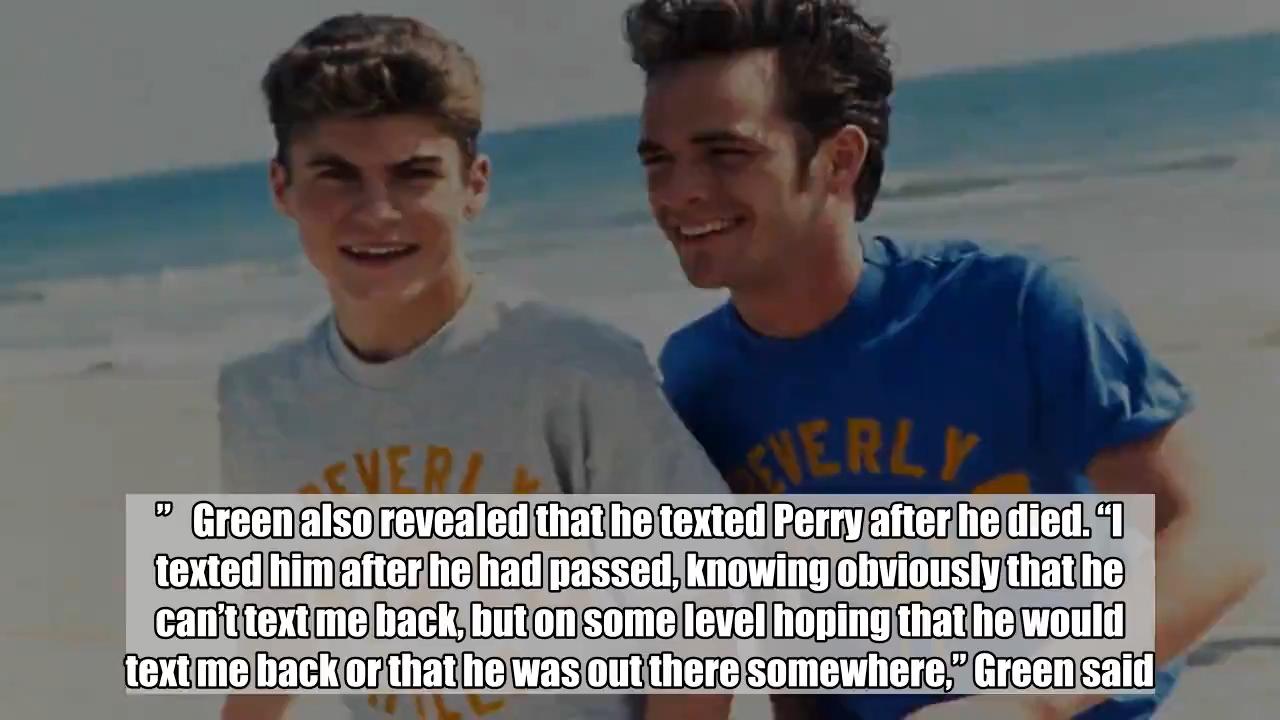 BEVERLY
BEVERLY
” Green also revealed that he texted Perry after he died. “I
texted him after he had passed, knowing obviously that he
can’t text me back, but on some level hoping that he would
text me back or that he was out there somewhere,” Green said